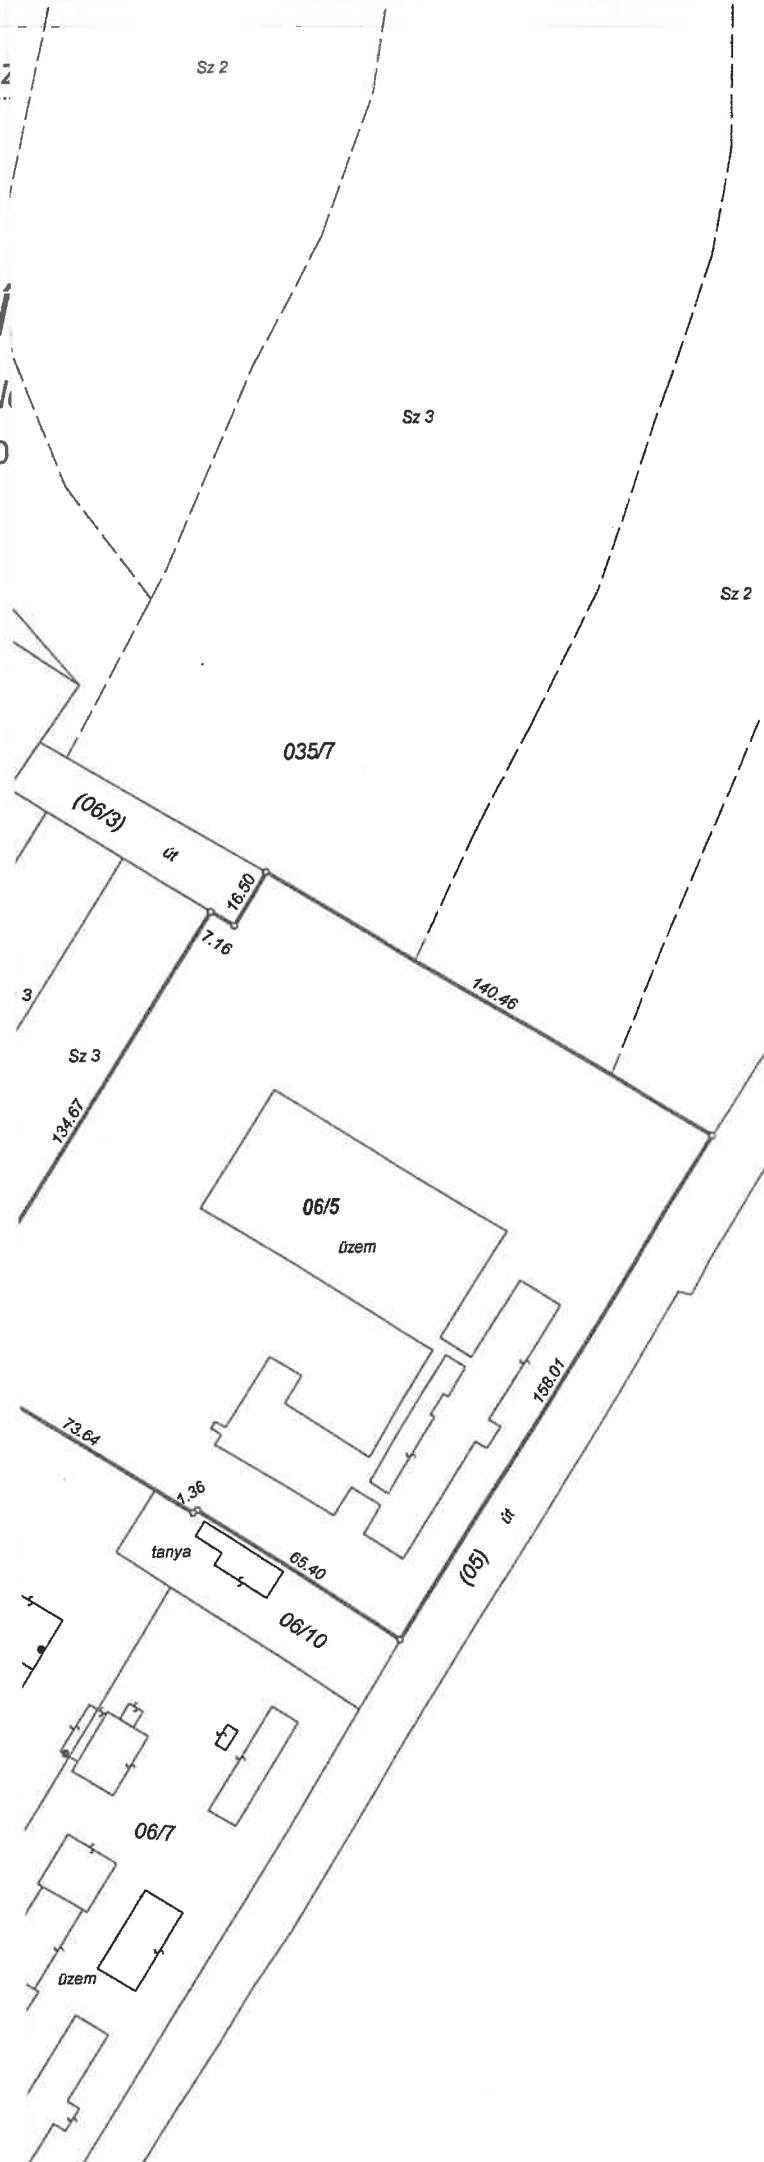 Sz 2
Sz 3
Sz 2
035/7
(06/3)
út
16.50
7.16
140.46
3
Sz 3
134.67
06/5
üzem
158.01
73.64
1.36
65.40
tanya
06/10
(05)
út
06/7
üzem